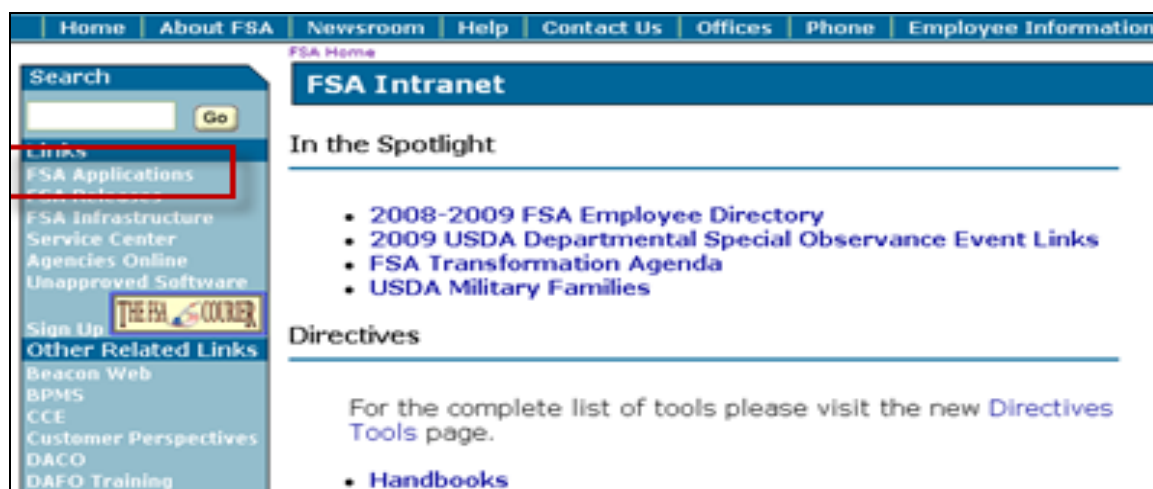 Home About FSA Newsroom Help Contact Us Offices Phone Employee Information
FSA Home
Search
Go
Links
FSA Applications
FSA Releases
FSA Infrastructure
Service Center
Agencies Online
Unapproved Software
Sign Up THE FSA COURIER
Other Related Links
Beacon Web
BPMS
CCE
Customer Perspectives
DACO
DAFO Training
FSA Intranet
In the Spotlight
• 2008-2009 FSA Employee Directory
• 2009 USDA Departmental Special Observance Event Links
• FSA Transformation Agenda
• USDA Military Families
Directives
For the complete list of tools please visit the new Directives
Tools page.
• Handbooks